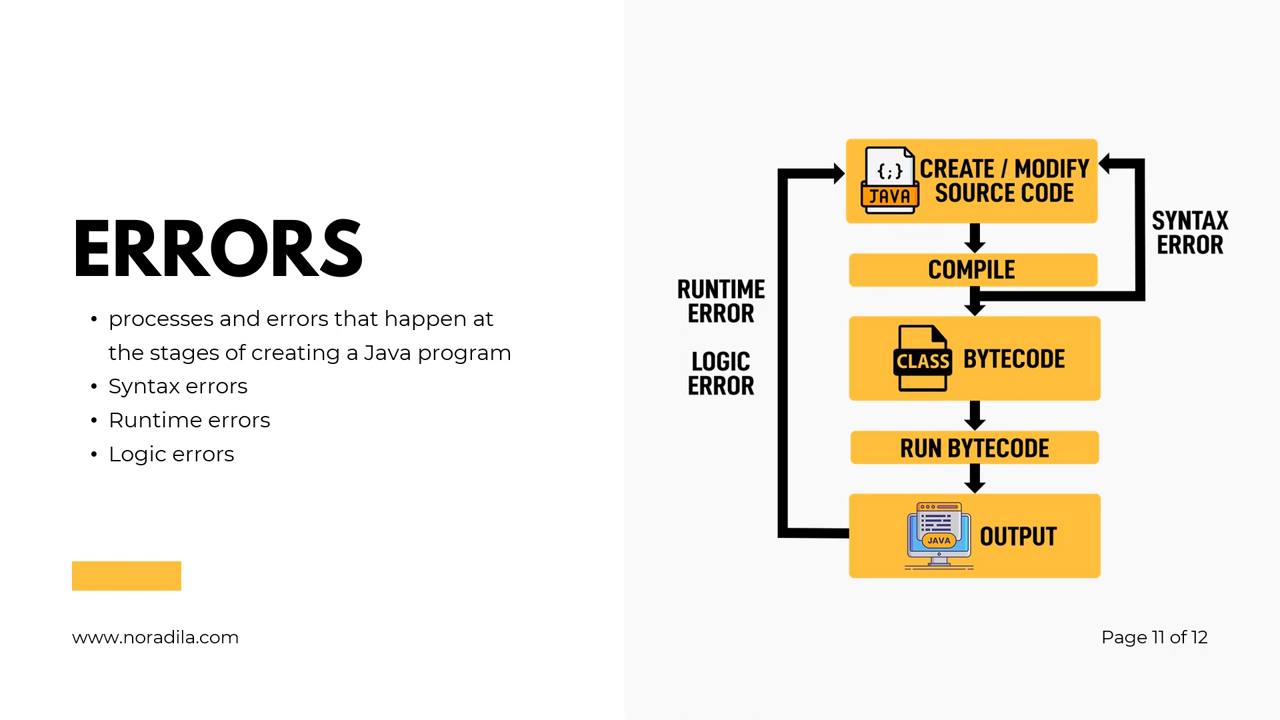 ERRORS
• processes and errors that happen at
the stages of creating a Java program
• Syntax errors
• Runtime errors
• Logic errors
www.noradila.com
{;}
JAVA
CREATE / MODIFY
SOURCE CODE
SYNTAX
ERROR
COMPILE
RUNTIME
ERROR
LOGIC
ERROR
CLASS
BYTECODE
RUN BYTECODE
JAVA
OUTPUT
Page 11 of 12